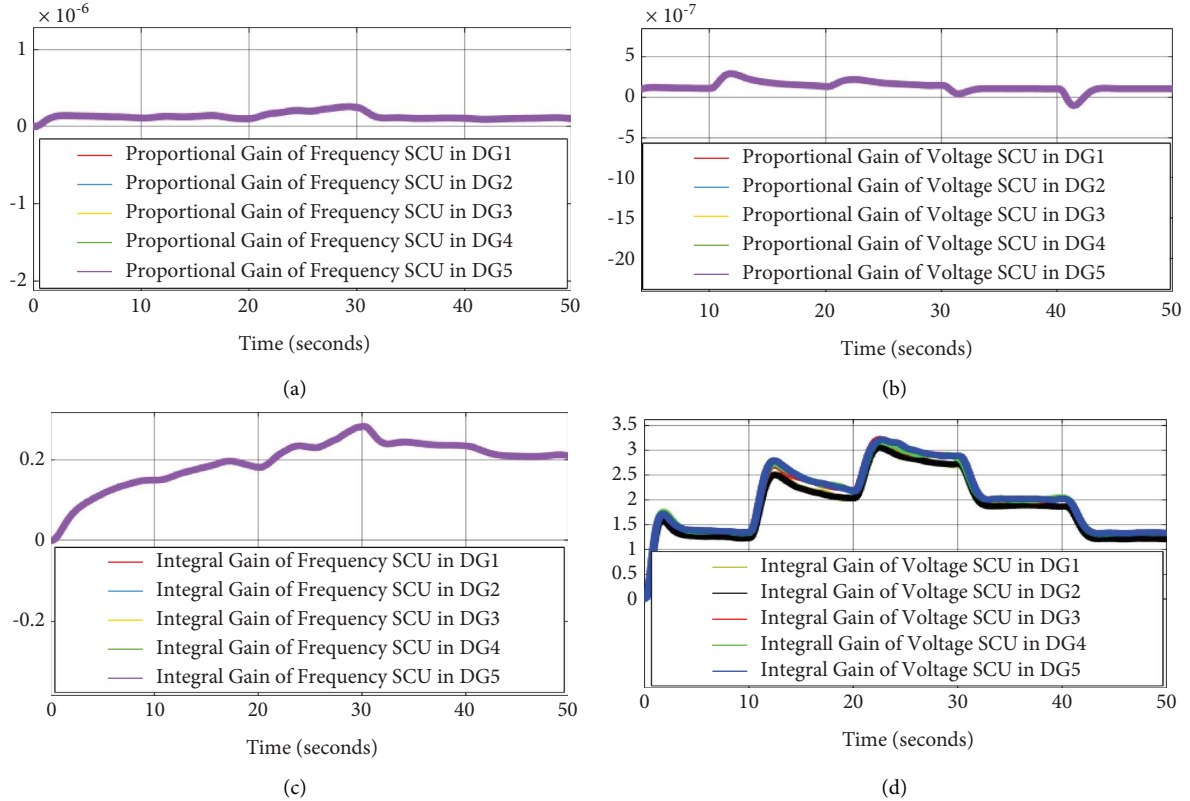 × 10^-6
1
0
-1
-2
Proportional Gain of Frequency SCU in DG1
Proportional Gain of Frequency SCU in DG2
Proportional Gain of Frequency SCU in DG3
Proportional Gain of Frequency SCU in DG4
Proportional Gain of Frequency SCU in DG5
0 10 20 30 40 50
Time (seconds)
(a)
× 10^-7
5
0
-5
-7
-15
-20
Proportional Gain of Voltage SCU in DG1
Proportional Gain of Voltage SCU in DG2
Proportional Gain of Voltage SCU in DG3
Proportional Gain of Voltage SCU in DG4
Proportional Gain of Voltage SCU in DG5
10 20 30 40 50
Time (seconds)
(b)
0.2
0
-0.2
Integral Gain of Frequency SCU in DG1
Integral Gain of Frequency SCU in DG2
Integral Gain of Frequency SCU in DG3
Integral Gain of Frequency SCU in DG4
Integral Gain of Frequency SCU in DG5
0 10 20 30 40 50
Time (seconds)
(c)
3.5
3
2.5
2
1.5
1
0.5
0
Integral Gain of Voltage SCU in DG1
Integral Gain of Voltage SCU in DG2
Integral Gain of Voltage SCU in DG3
Integrall Gain of Voltage SCU in DG4
Integral Gain of Voltage SCU in DG5
0 10 20 30 40 50
Time (seconds)
(d)